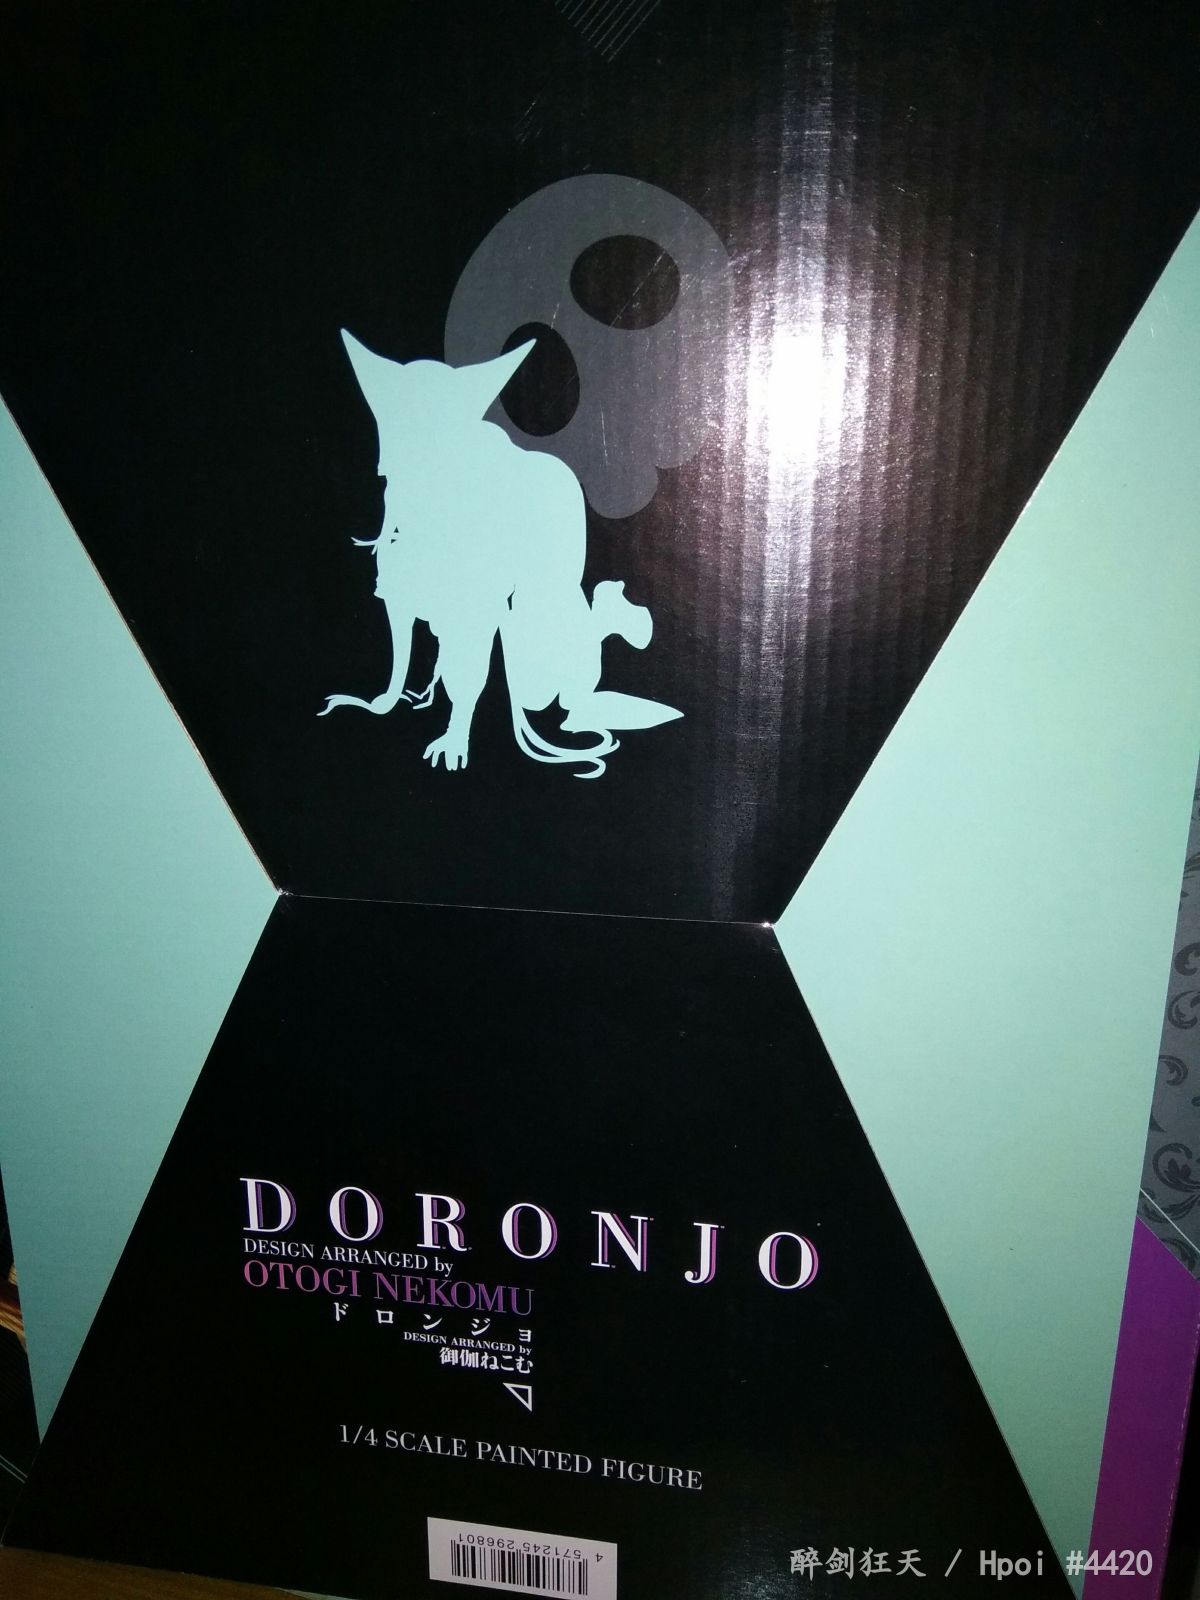 DORONJO
DESIGN ARRANGED by
OTOGI NEKOMU
ドロンジョ
DESIGN ARRANGED by
御伽ねこむ
1/4 SCALE PAINTED FIGURE
4 571245 296801
醉剑狂天 / Hpoi #4420